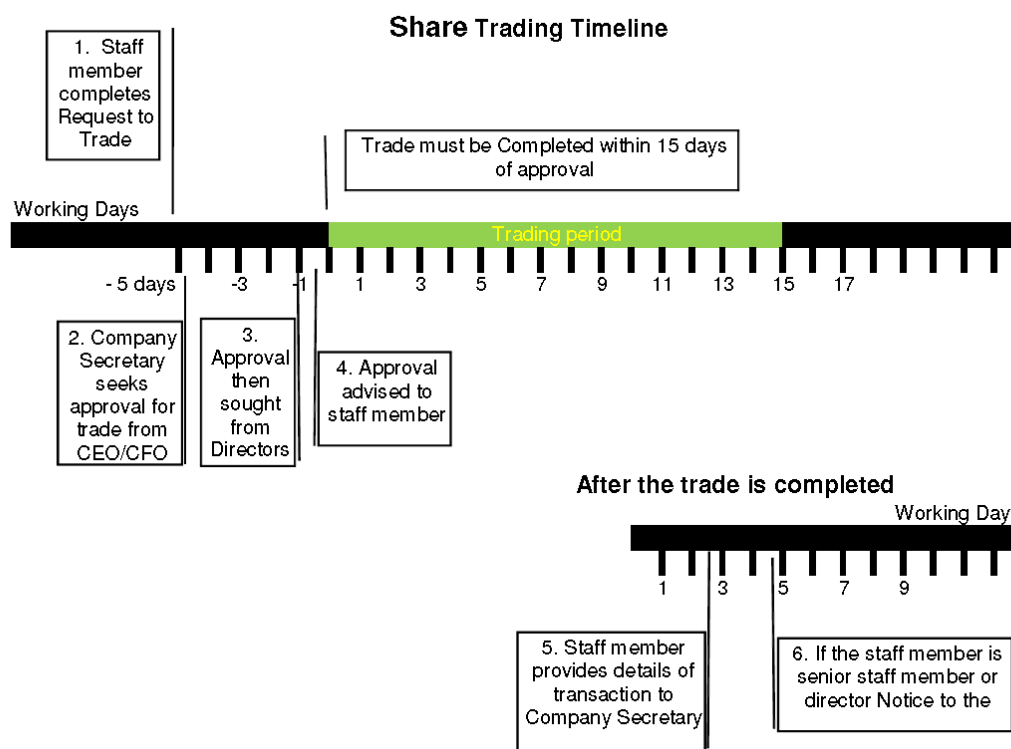 Share Trading Timeline
1. Staff
member
completes
Request to
Trade
Trade must be Completed within 15 days
of approval
Working Days
Trading period
- 5 days -3 -1 1 3 5 7 9 11 13 15 17
2. Company
Secretary
seeks
approval for
trade from
CEO/CFO
3.
Approval
then
sought
from
Directors
4. Approval
advised to
staff member
After the trade is completed
Working Day
1 3 5 7 9
5. Staff member
provides details of
transaction to
Company Secretary
6. If the staff member is
senior staff member or
director Notice to the